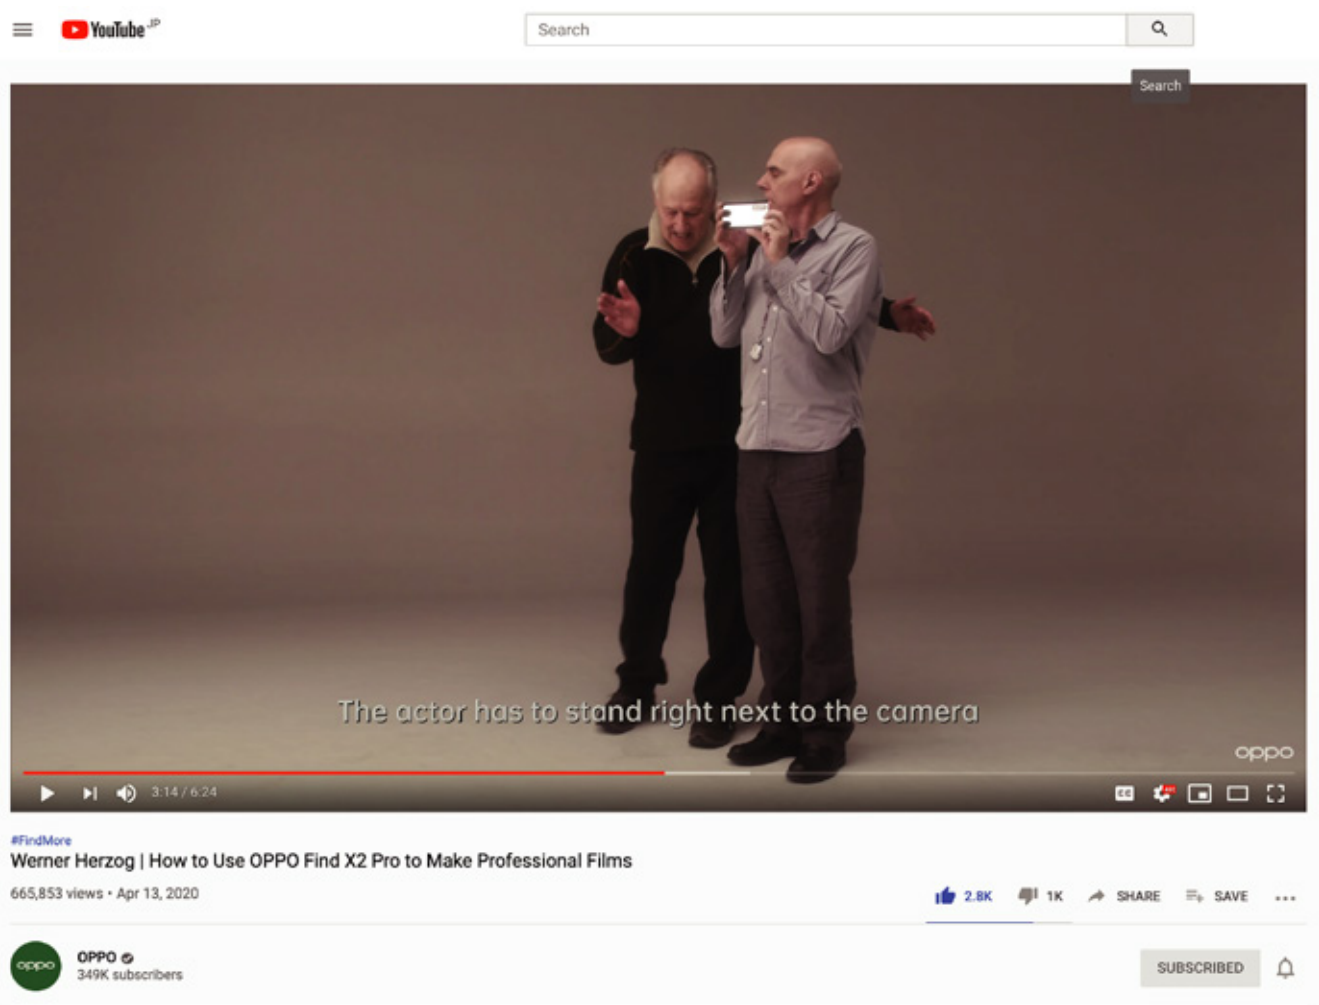 YouTube JP
Search
Search
The actor has to stand right next to the camera
oppo
3:14 / 6:24
CC
#FindMore
Werner Herzog | How to Use OPPO Find X2 Pro to Make Professional Films
665,853 views • Apr 13, 2020
2.8K
1K
SHARE
SAVE
oppo
OPPO
349K subscribers
SUBSCRIBED